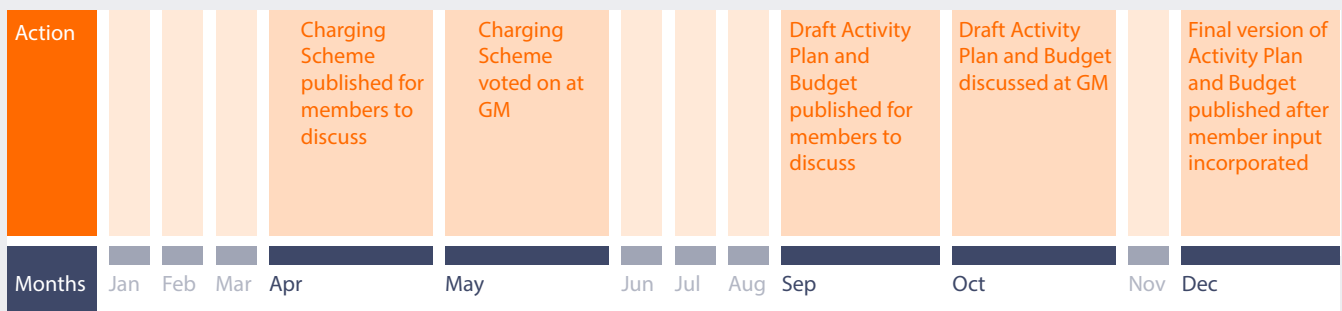 Action
Charging
Scheme
published for
members to
discuss
Charging
Scheme
voted on at
GM
Draft Activity
Plan and
Budget
published for
members to
discuss
Draft Activity
Plan and Budget
discussed at GM
Final version of
Activity Plan
and Budget
published after
member input
incorporated
Months Jan Feb Mar Apr May Jun Jul Aug Sep Oct Nov Dec